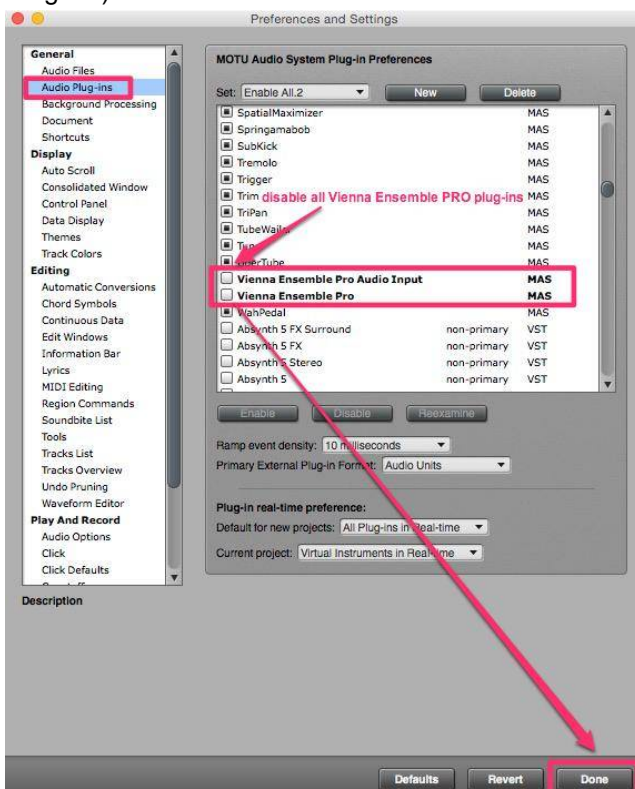 Preferences and Settings
General
Audio Files
Audio Plug-ins
Background Processing
Document
Shortcuts
Display
Auto Scroll
Consolidated Window
Control Panel
Data Display
Themes
Track Colors
Editing
Automatic Conversions
Chord Symbols
Continuous Data
Edit Windows
Information Bar
Lyrics
MIDI Editing
Region Commands
Soundbite List
Tools
Tracks List
Tracks Overview
Undo Pruning
Waveform Editor
Play And Record
Audio Options
Click
Click Defaults
Description
MOTU Audio System Plug-in Preferences
Set: Enable All.2 New Delete
SpatialMaximizer MAS
Springamabob MAS
SubKick MAS
Tremolo MAS
Trigger MAS
Trim disable all Vienna Ensemble PRO plug-ins MAS
TriPan MAS
TubeWailer MAS
MAS
UberTube MAS
Vienna Ensemble Pro Audio Input MAS
Vienna Ensemble Pro MAS
WahPedal MAS
Absynth 5 FX Surround non-primary VST
Absynth 5 FX non-primary VST
Absynth 5 Stereo non-primary VST
Absynth 5 non-primary VST
Enable Disable Reexamine
Ramp event density: 10 milliseconds
Primary External Plug-in Format: Audio Units
Plug-in real-time preference:
Default for new projects: All Plug-ins in Real-time
Current project: Virtual Instruments in Real-time
Defaults Revert Done